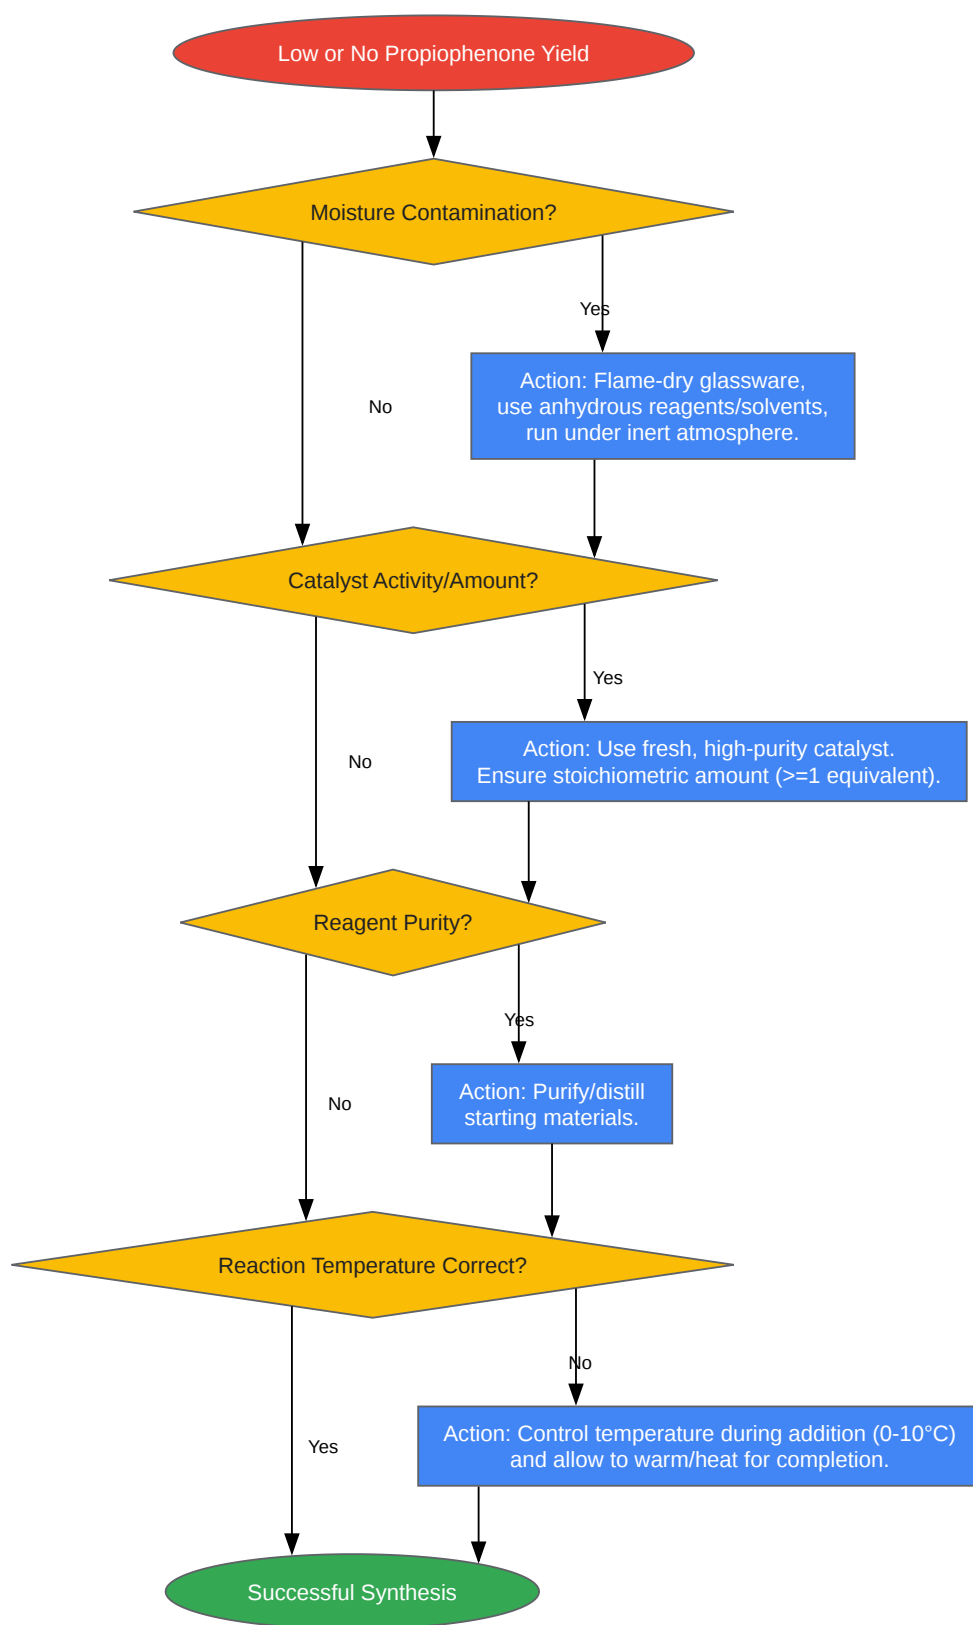 Low or No Propiophenone Yield
Moisture Contamination?
Yes
Action: Flame-dry glassware,
use anhydrous reagents/solvents,
run under inert atmosphere.
No
Catalyst Activity/Amount?
Yes
Action: Use fresh, high-purity catalyst.
Ensure stoichiometric amount (>=1 equivalent).
No
Reagent Purity?
Yes
Action: Purify/distill
starting materials.
No
Reaction Temperature Correct?
No
Action: Control temperature during addition (0-10°C)
and allow to warm/heat for completion.
Yes
Successful Synthesis